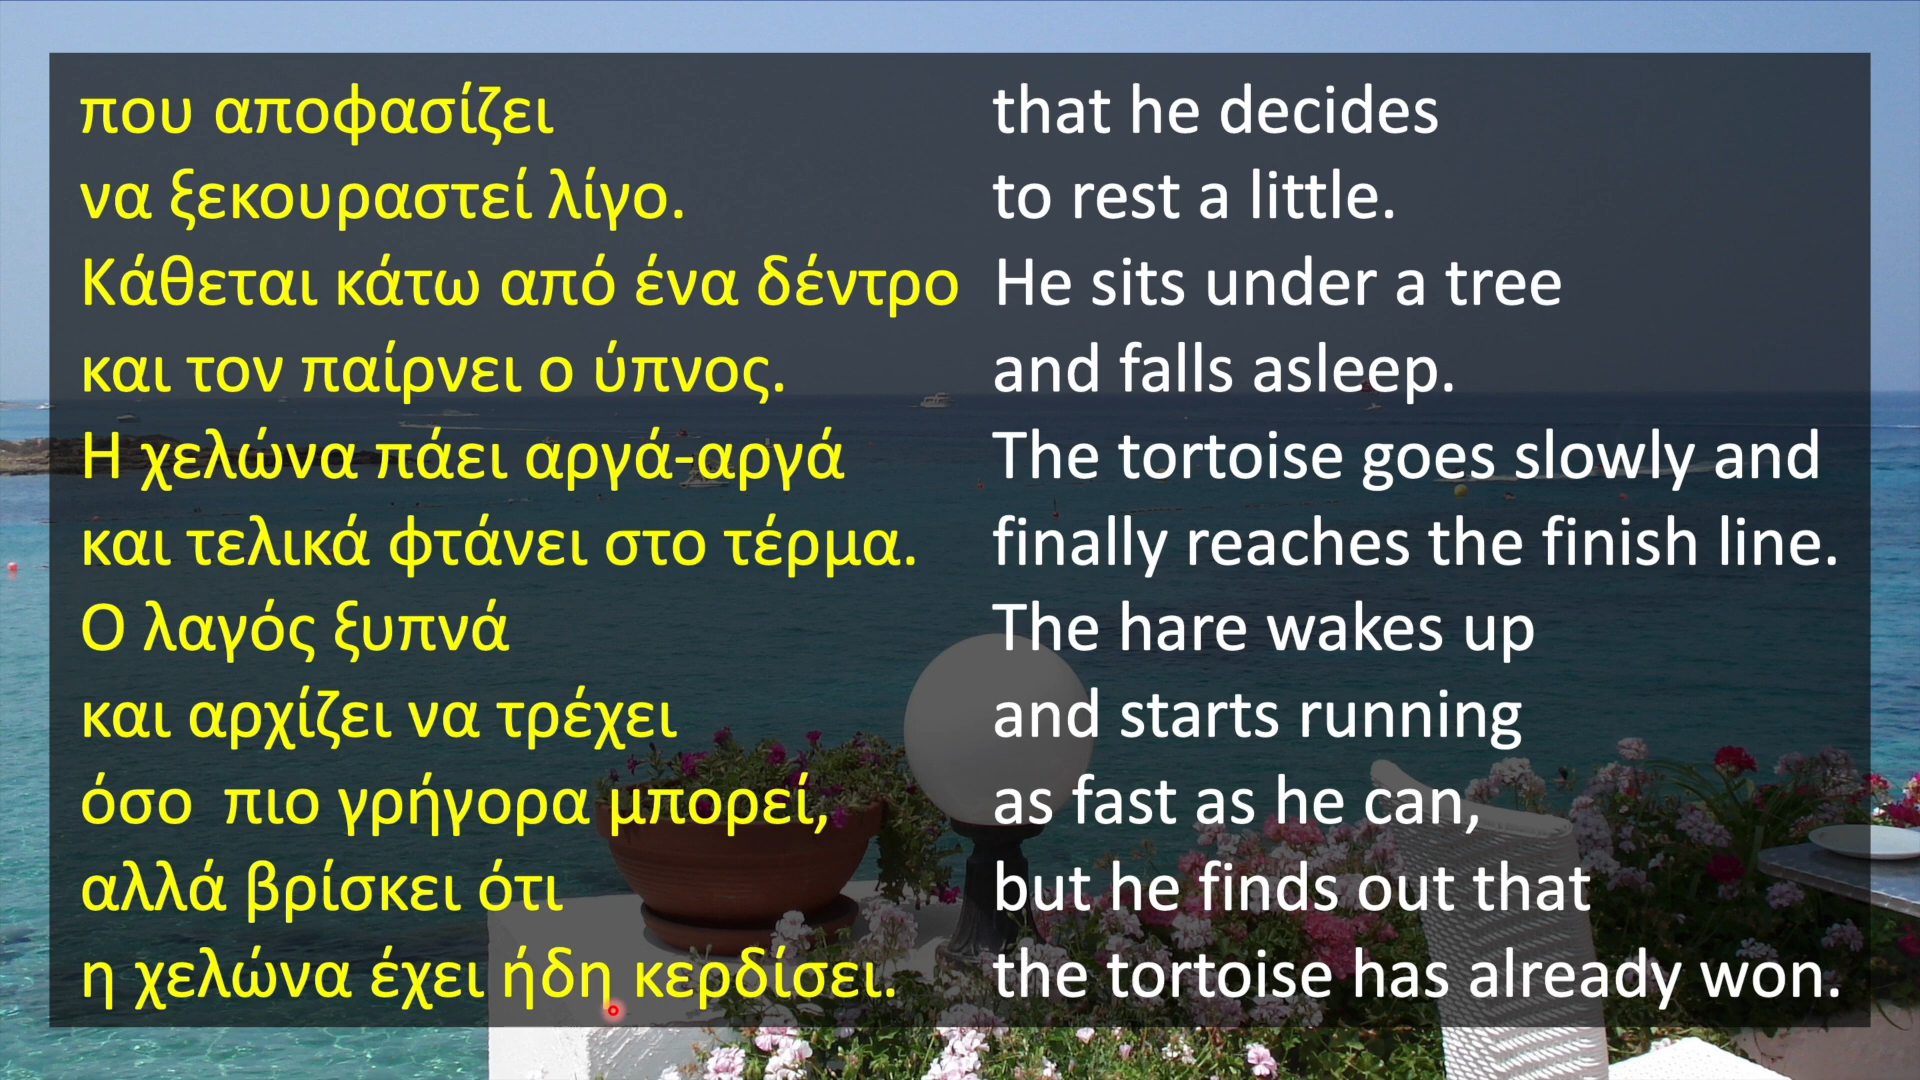 που αποφασίζει
να ξεκουραστεί λίγο.
Κάθεται κάτω από ένα δέντρο
και τον παίρνει ο ύπνος.
Η χελώνα πάει αργά-αργά
και τελικά φτάνει στο τέρμα.
Ο λαγός ξυπνά
και αρχίζει να τρέχει
όσο  πιο γρήγορα μπορεί,
αλλά βρίσκει ότι
η χελώνα έχει ήδη κερδίσει.
that he decides
to rest a little.
He sits under a tree
and falls asleep.
The tortoise goes slowly and
finally reaches the finish line.
The hare wakes up
and starts running
as fast as he can,
but he finds out that
the tortoise has already won.